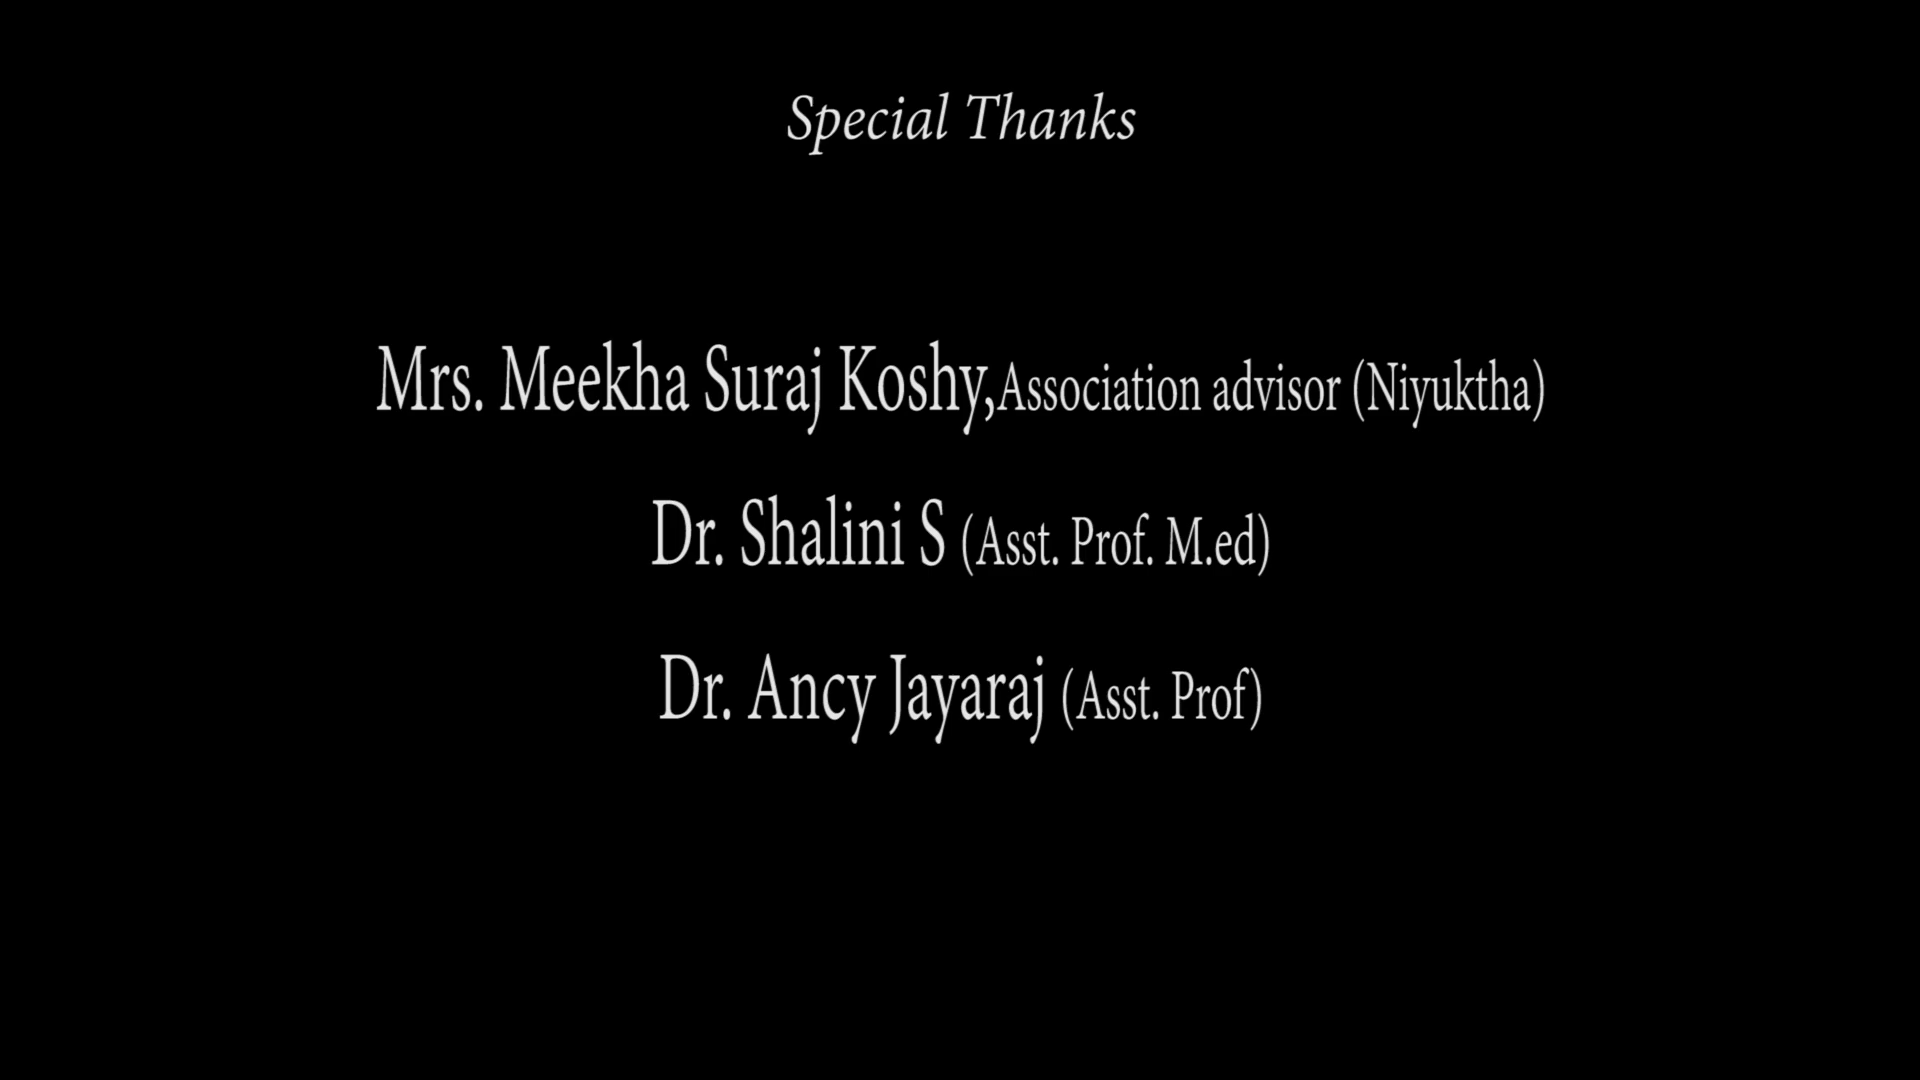 Special Thanks
Mrs. Meekha Suraj Koshy,Association advisor (Niyuktha)
Dr. Shalini S (Asst. Prof. M.ed)
Dr. Ancy Jayaraj (Asst. Prof)